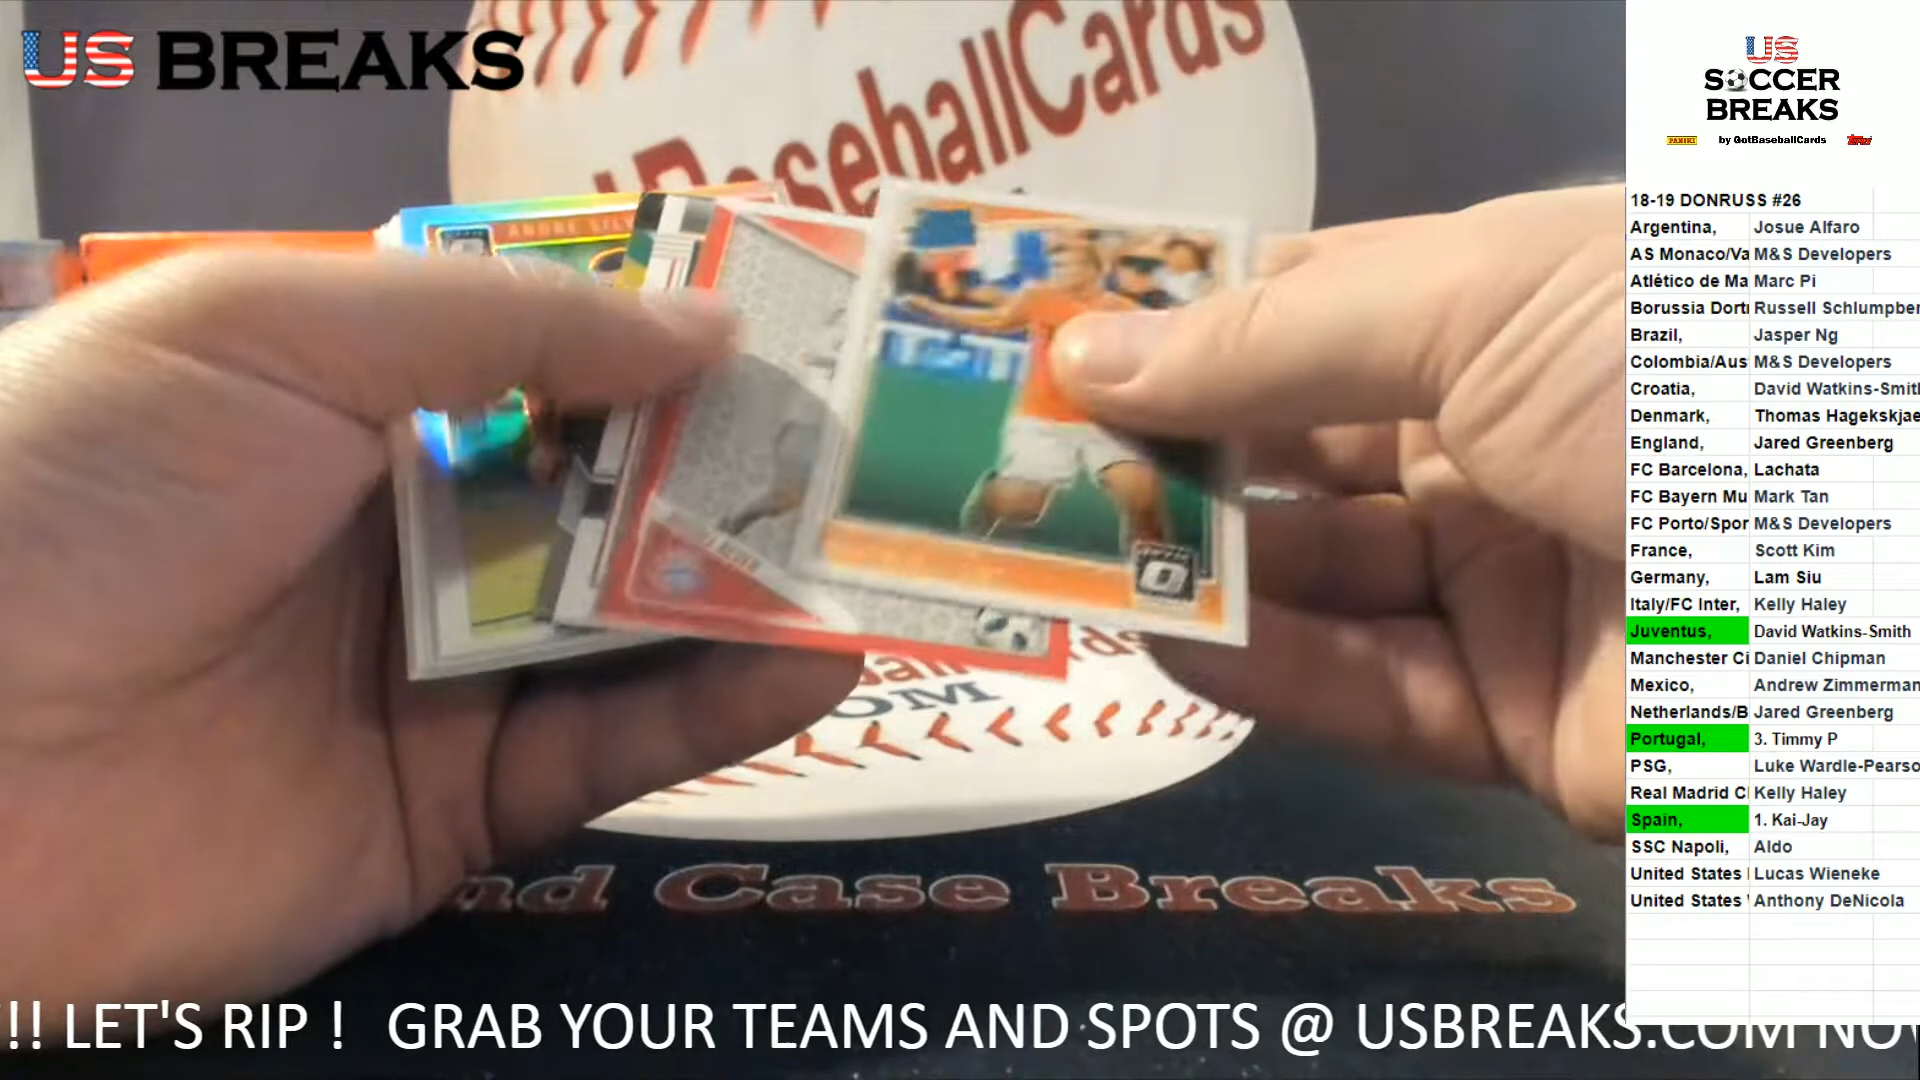 US BREAKS
BaseballCards
US
SOCCER
BREAKS
PANINI by GotBaseballCards Topps
18-19 DONRUSS #26
Argentina, Josue Alfaro
AS Monaco/Va M&S Developers
Atlético de Ma Marc Pi
Borussia Dort Russell Schlumpber
Brazil, Jasper Ng
Colombia/Aus M&S Developers
Croatia, David Watkins-Smith
Denmark, Thomas Hagekskjae
England, Jared Greenberg
FC Barcelona, Lachata
FC Bayern Mu Mark Tan
FC Porto/Spor M&S Developers
France, Scott Kim
Germany, Lam Siu
Italy/FC Inter, Kelly Haley
Juventus, David Watkins-Smith
Manchester Ci Daniel Chipman
Mexico, Andrew Zimmerman
Netherlands/B Jared Greenberg
Portugal, 3. Timmy P
PSG, Luke Wardle-Pearso
Real Madrid C Kelly Haley
Spain, 1. Kai-Jay
SSC Napoli, Aldo
United States Lucas Wieneke
United States Anthony DeNicola
ANDRE SILV
ball Cards
OM
nd Case Breaks
!! LET'S RIP ! GRAB YOUR TEAMS AND SPOTS @ USBREAKS.COM NOW